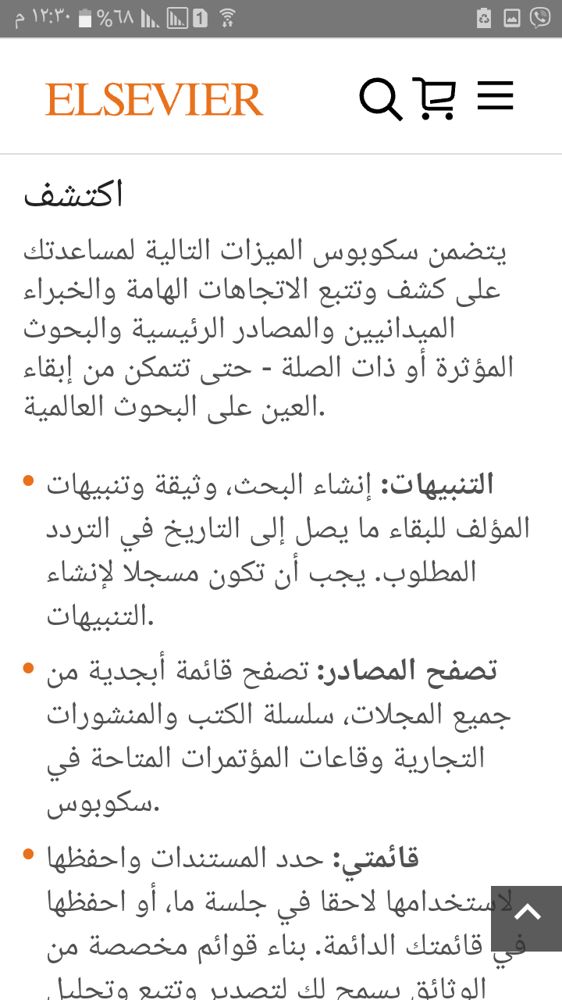 ١٢:٣٠ م
%٦٨
1
ELSEVIER
اكتشف
يتضمن سكوبوس الميزات التالية لمساعدتك
على كشف وتتبع الاتجاهات الهامة والخبراء
الميدانيين والمصادر الرئيسية والبحوث
المؤثرة أو ذات الصلة - حتى تتمكن من إبقاء
.العين على البحوث العالمية
التنبيهات: إنشاء البحث، وثيقة وتنبيهات
المؤلف للبقاء ما يصل إلى التاريخ في التردد
المطلوب. يجب أن تكون مسجلا لإنشاء
.التنبيهات
تصفح المصادر: تصفح قائمة أبجدية من
جميع المجلات، سلسلة الكتب والمنشورات
التجارية وقاعات المؤتمرات المتاحة في
.سكوبوس
قائمتي: حدد المستندات واحفظها
لاستخدامها لاحقا في جلسة ما، أو احفظها
في قائمتك الدائمة. بناء قوائم مخصصة من
الوثائق يسمح لك لتصدير وتتبع وتحليل